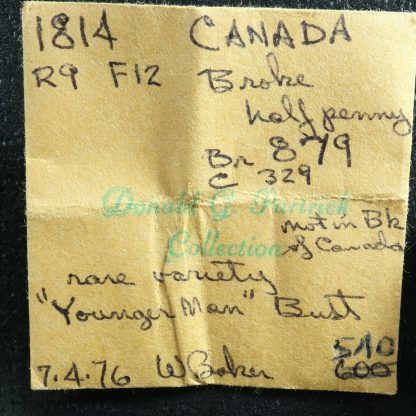 1814 CANADA
R9 F12 Broke
half penny
Br 879
C 329
Donald G Partrick
Collection
not in Bk
of Canada
rare variety
"Younger Man" Bust
7.4.76 W Baker 510
600